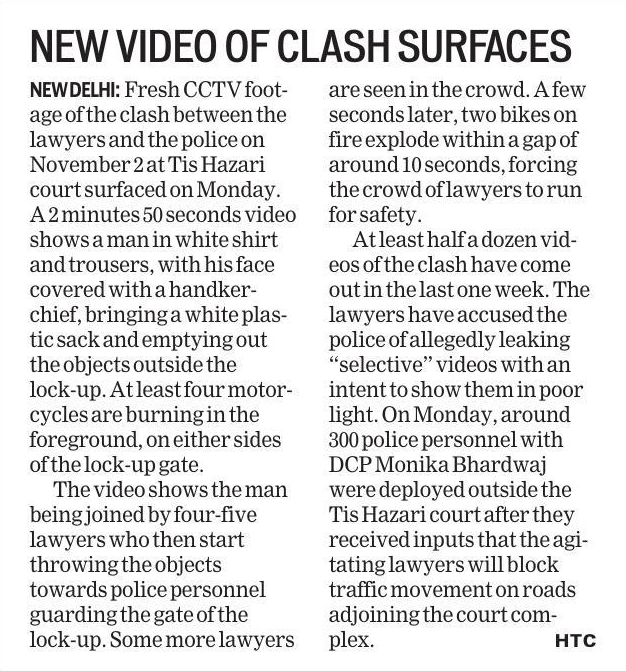 NEW VIDEO OF CLASH SURFACES
NEW DELHI: Fresh CCTV foot-
age of the clash between the
lawyers and the police on
November 2 at Tis Hazari
court surfaced on Monday.
A 2 minutes 50 seconds video
shows a man in white shirt
and trousers, with his face
covered with a handker-
chief, bringing a white plas-
tic sack and emptying out
the objects outside the
lock-up. At least four motor-
cycles are burning in the
foreground, on either sides
of the lock-up gate.
The video shows the man
being joined by four-five
lawyers who then start
throwing the objects
towards police personnel
guarding the gate of the
lock-up. Some more lawyers
are seen in the crowd. A few
seconds later, two bikes on
fire explode within a gap of
around 10 seconds, forcing
the crowd of lawyers to run
for safety.
At least half a dozen vid-
eos of the clash have come
out in the last one week. The
lawyers have accused the
police of allegedly leaking
“selective” videos with an
intent to show them in poor
light. On Monday, around
300 police personnel with
DCP Monika Bhardwaj
were deployed outside the
Tis Hazari court after they
received inputs that the agi-
tating lawyers will block
traffic movement on roads
adjoining the court com-
plex. HTC